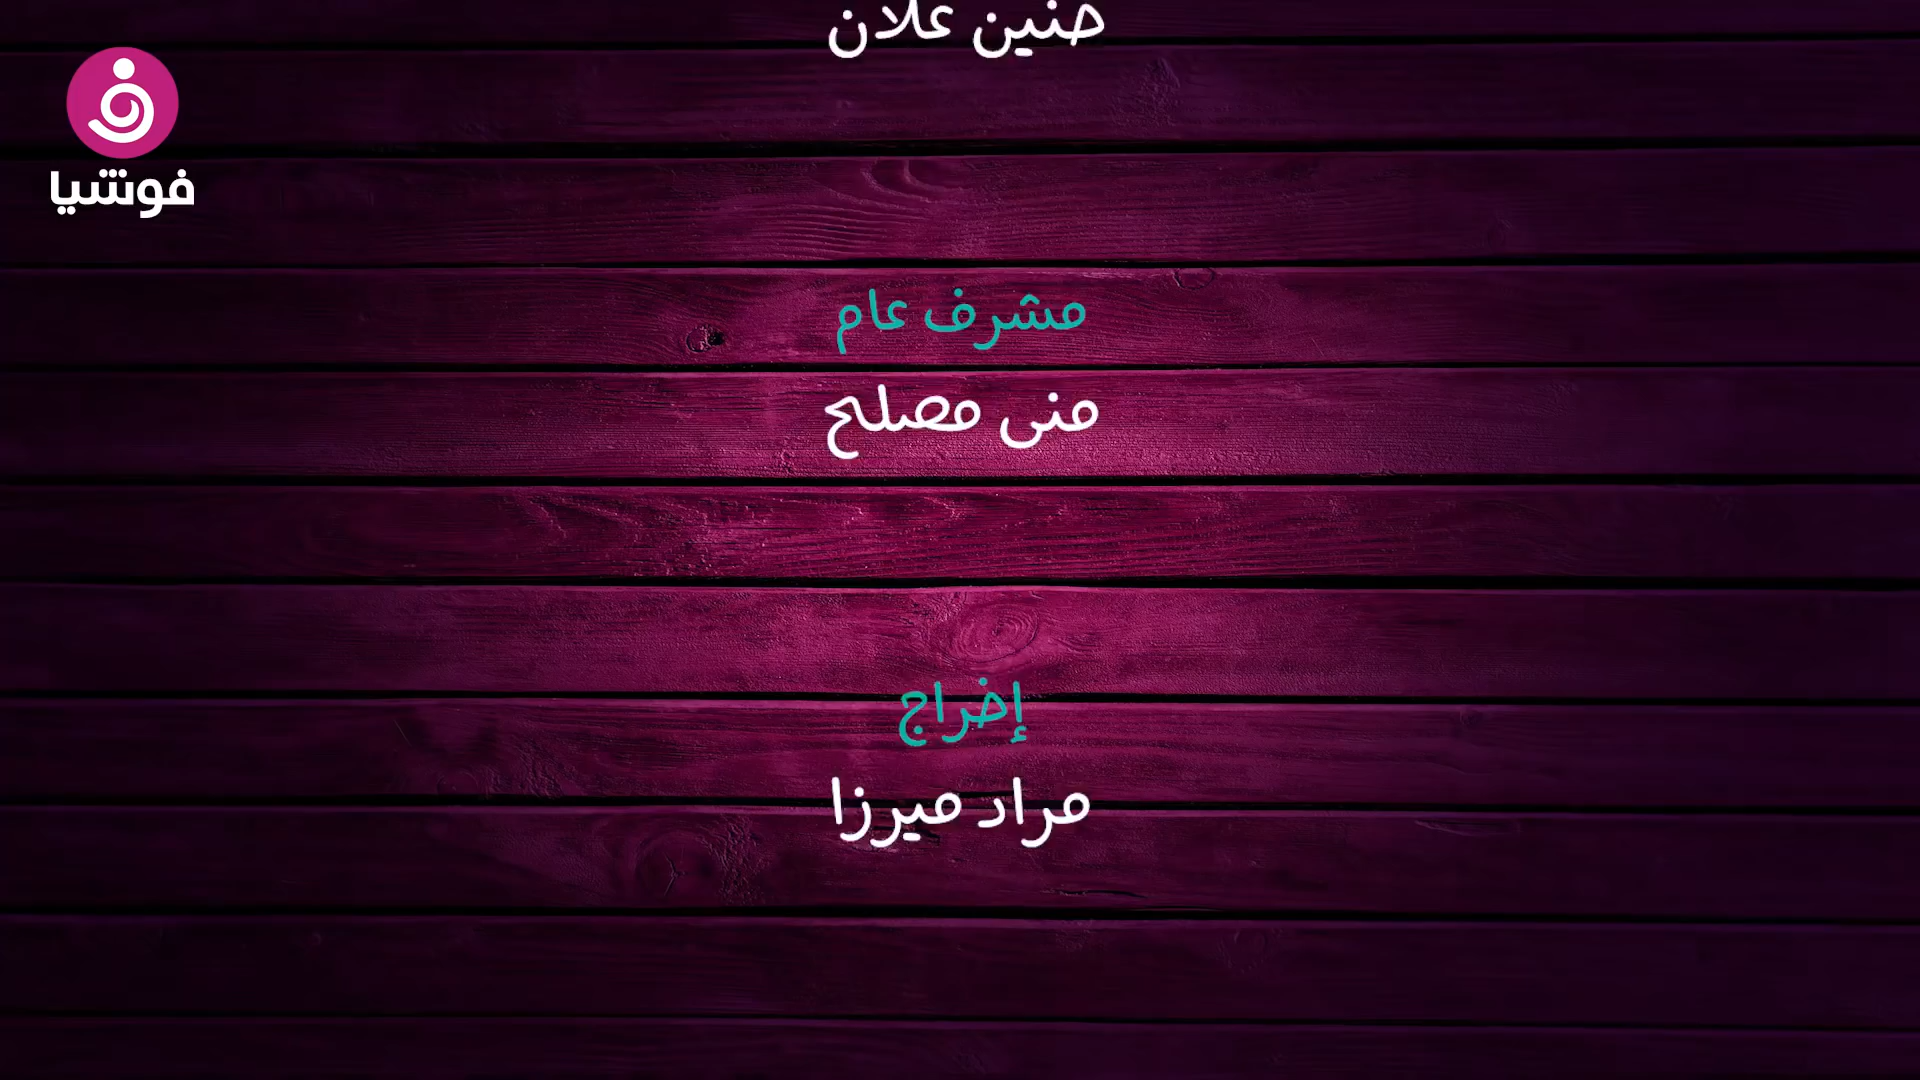 حنين علان
فوشيا
مشرف عام
منى مصلح
إخراج
مراد ميرزا